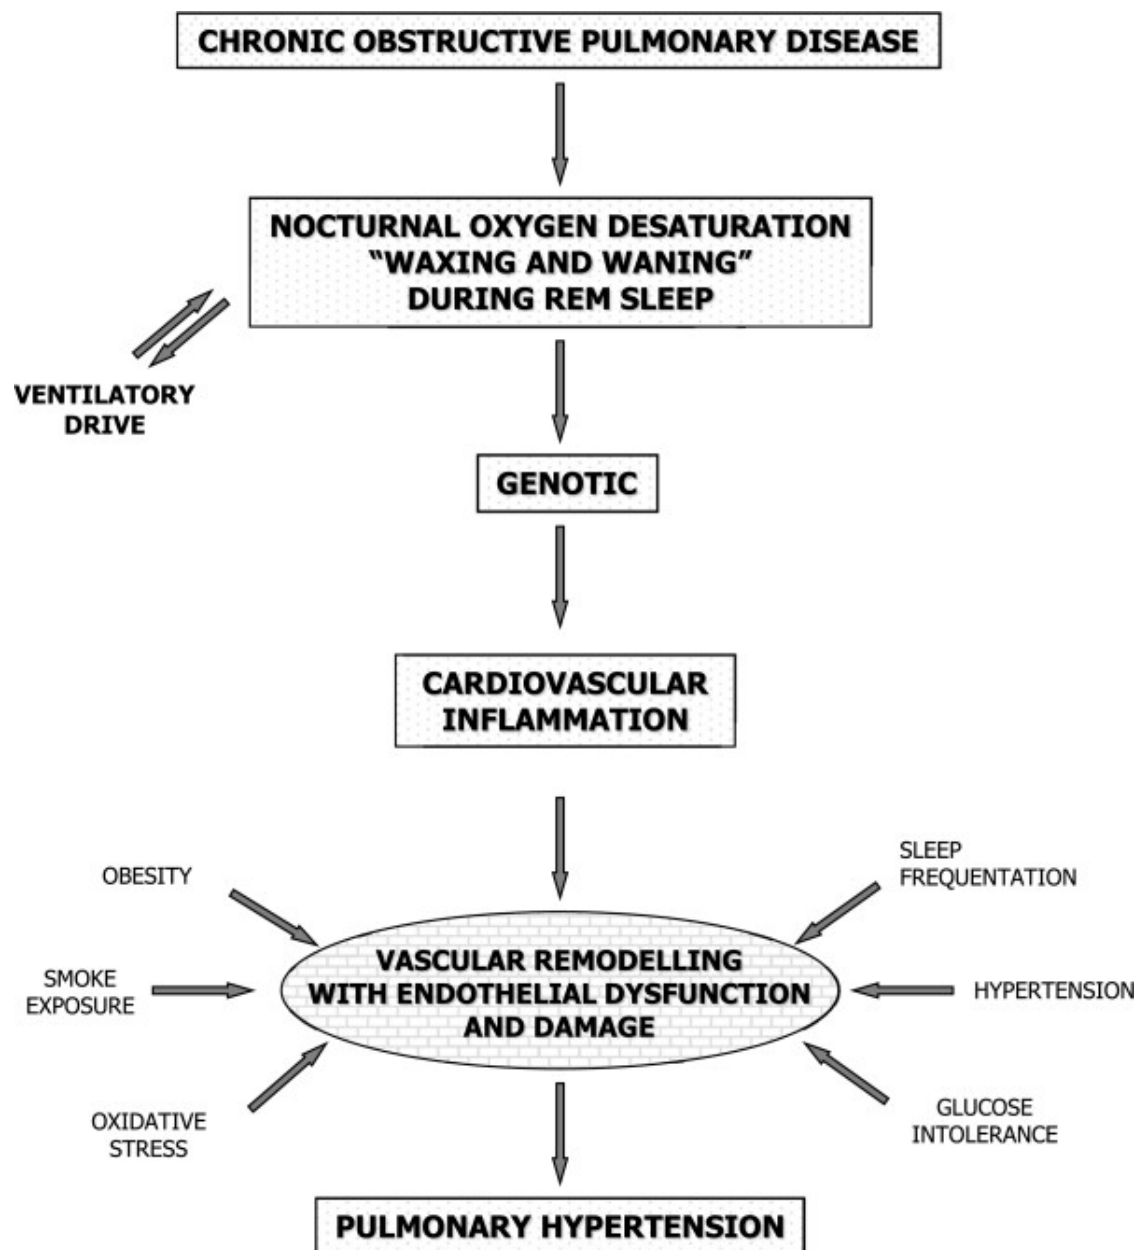 CHRONIC OBSTRUCTIVE PULMONARY DISEASE
NOCTURNAL OXYGEN DESATURATION
“WAXING AND WANING”
DURING REM SLEEP
VENTILATORY
DRIVE
GENOTIC
CARDIOVASCULAR
INFLAMMATION
OBESITY
SLEEP
FREQUENTATION
SMOKE
EXPOSURE
VASCULAR REMODELLING
WITH ENDOTHELIAL DYSFUNCTION
AND DAMAGE
HYPERTENSION
OXIDATIVE
STRESS
GLUCOSE
INTOLERANCE
PULMONARY HYPERTENSION